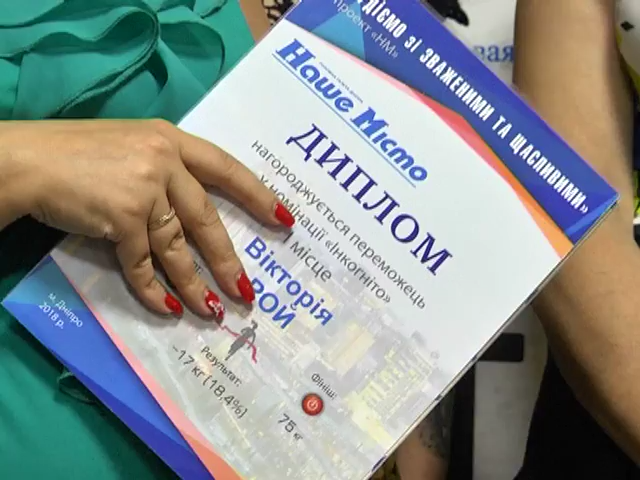 ДІЄМО ЗІ ЗВАЖЕНИМИ ТА ЩАСЛИВИМИ»
проект «НМ»
Наше Місто
ДИПЛОМ
нагороджується переможець
у номінації «Інкогніто»
І місце
Вікторія
РОЙ
Результат:
–17 кг (18,4%)
Фініш:
75 кг
м. Дніпро
2018 р.
вая